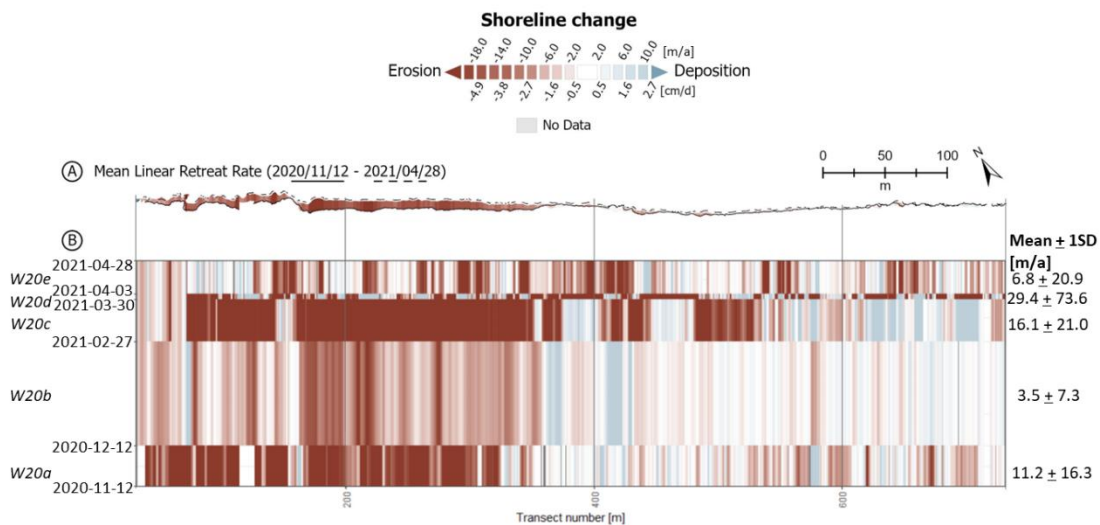 Shoreline change
-18.0 -14.0 -10.0 -6.0 -2.0 2.0 6.0 10.0 [m/a]
Erosion Deposition
-4.9 -3.8 -2.7 -1.6 -0.5 0.5 1.6 2.7 [cm/d]
No Data
A Mean Linear Retreat Rate (2020/11/12 - 2021/04/28)
0 50 100
m
N
B
Mean ± 1SD
[m/a]
2021-04-28
W20e 6.8 ± 20.9
2021-04-03
W20d 29.4 ± 73.6
2021-03-30
W20c 16.1 ± 21.0
2021-02-27
W20b 3.5 ± 7.3
2020-12-12
W20a 11.2 ± 16.3
2020-11-12
200 400 600
Transect number [m]